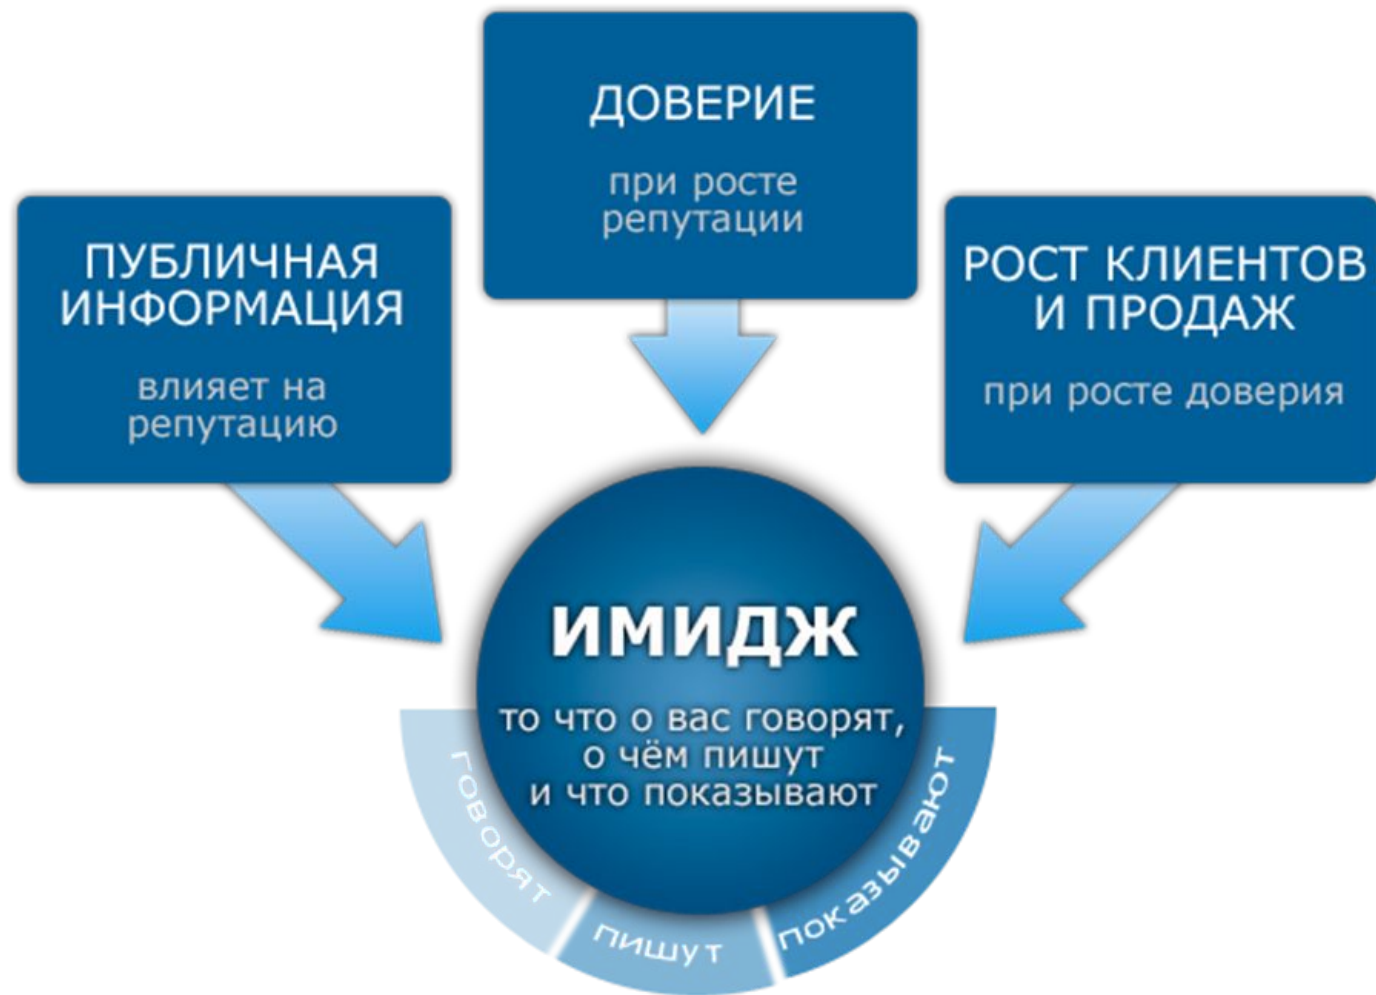 ДОВЕРИЕ
при росте
репутации
ПУБЛИЧНАЯ
ИНФОРМАЦИЯ
влияет на
репутацию
РОСТ КЛИЕНТОВ
И ПРОДАЖ
при росте доверия
ИМИДЖ
то что о вас говорят,
о чём пишут
и что показывают
говорят
пишут
показывают